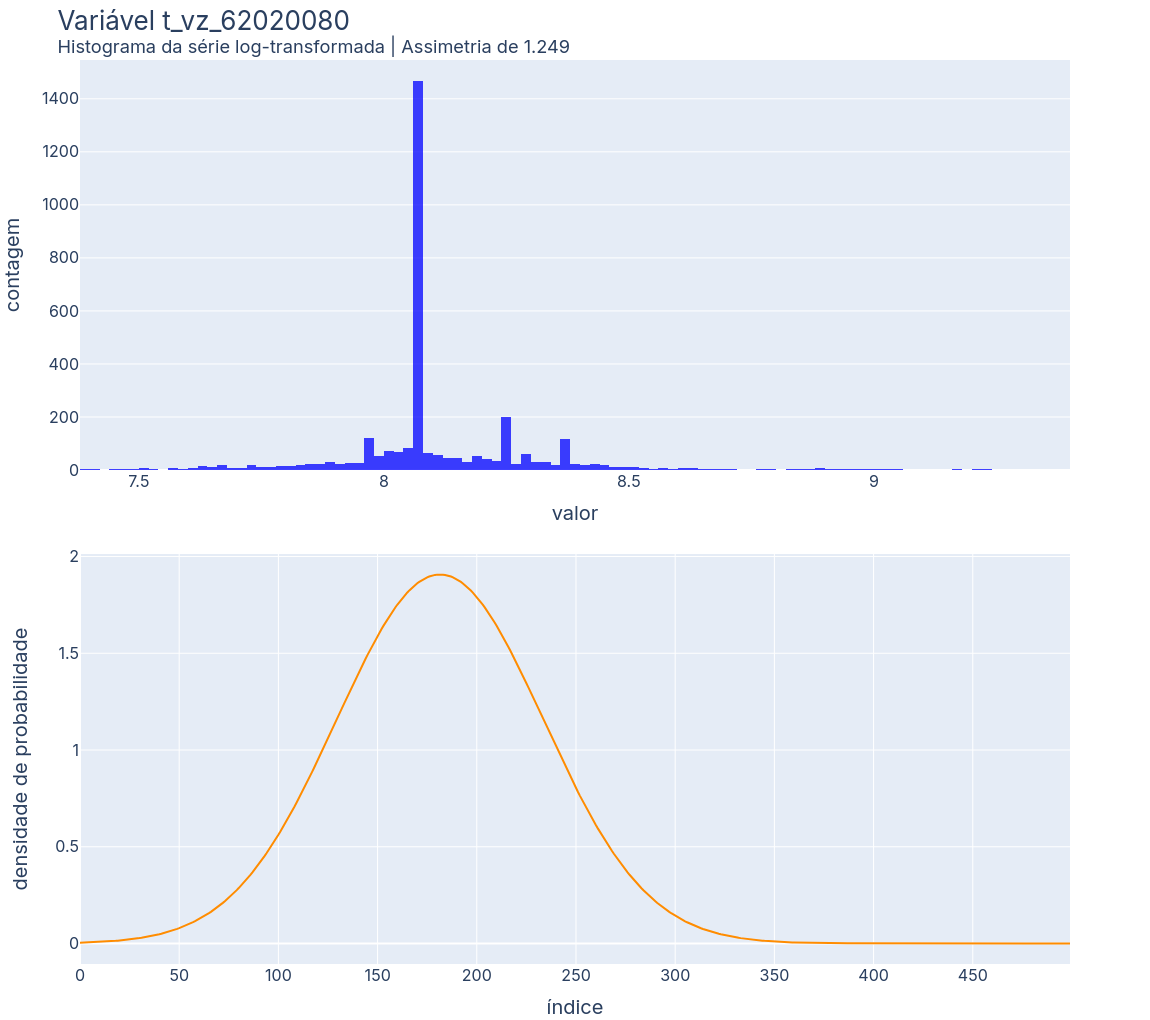 Variável t_vz_62020080
Histograma da série log-transformada | Assimetria de 1.249
1400
1200
1000
800
600
400
200
0
contagem
7.5 8 8.5 9
valor
2
1.5
1
0.5
0
densidade de probabilidade
0 50 100 150 200 250 300 350 400 450
índice